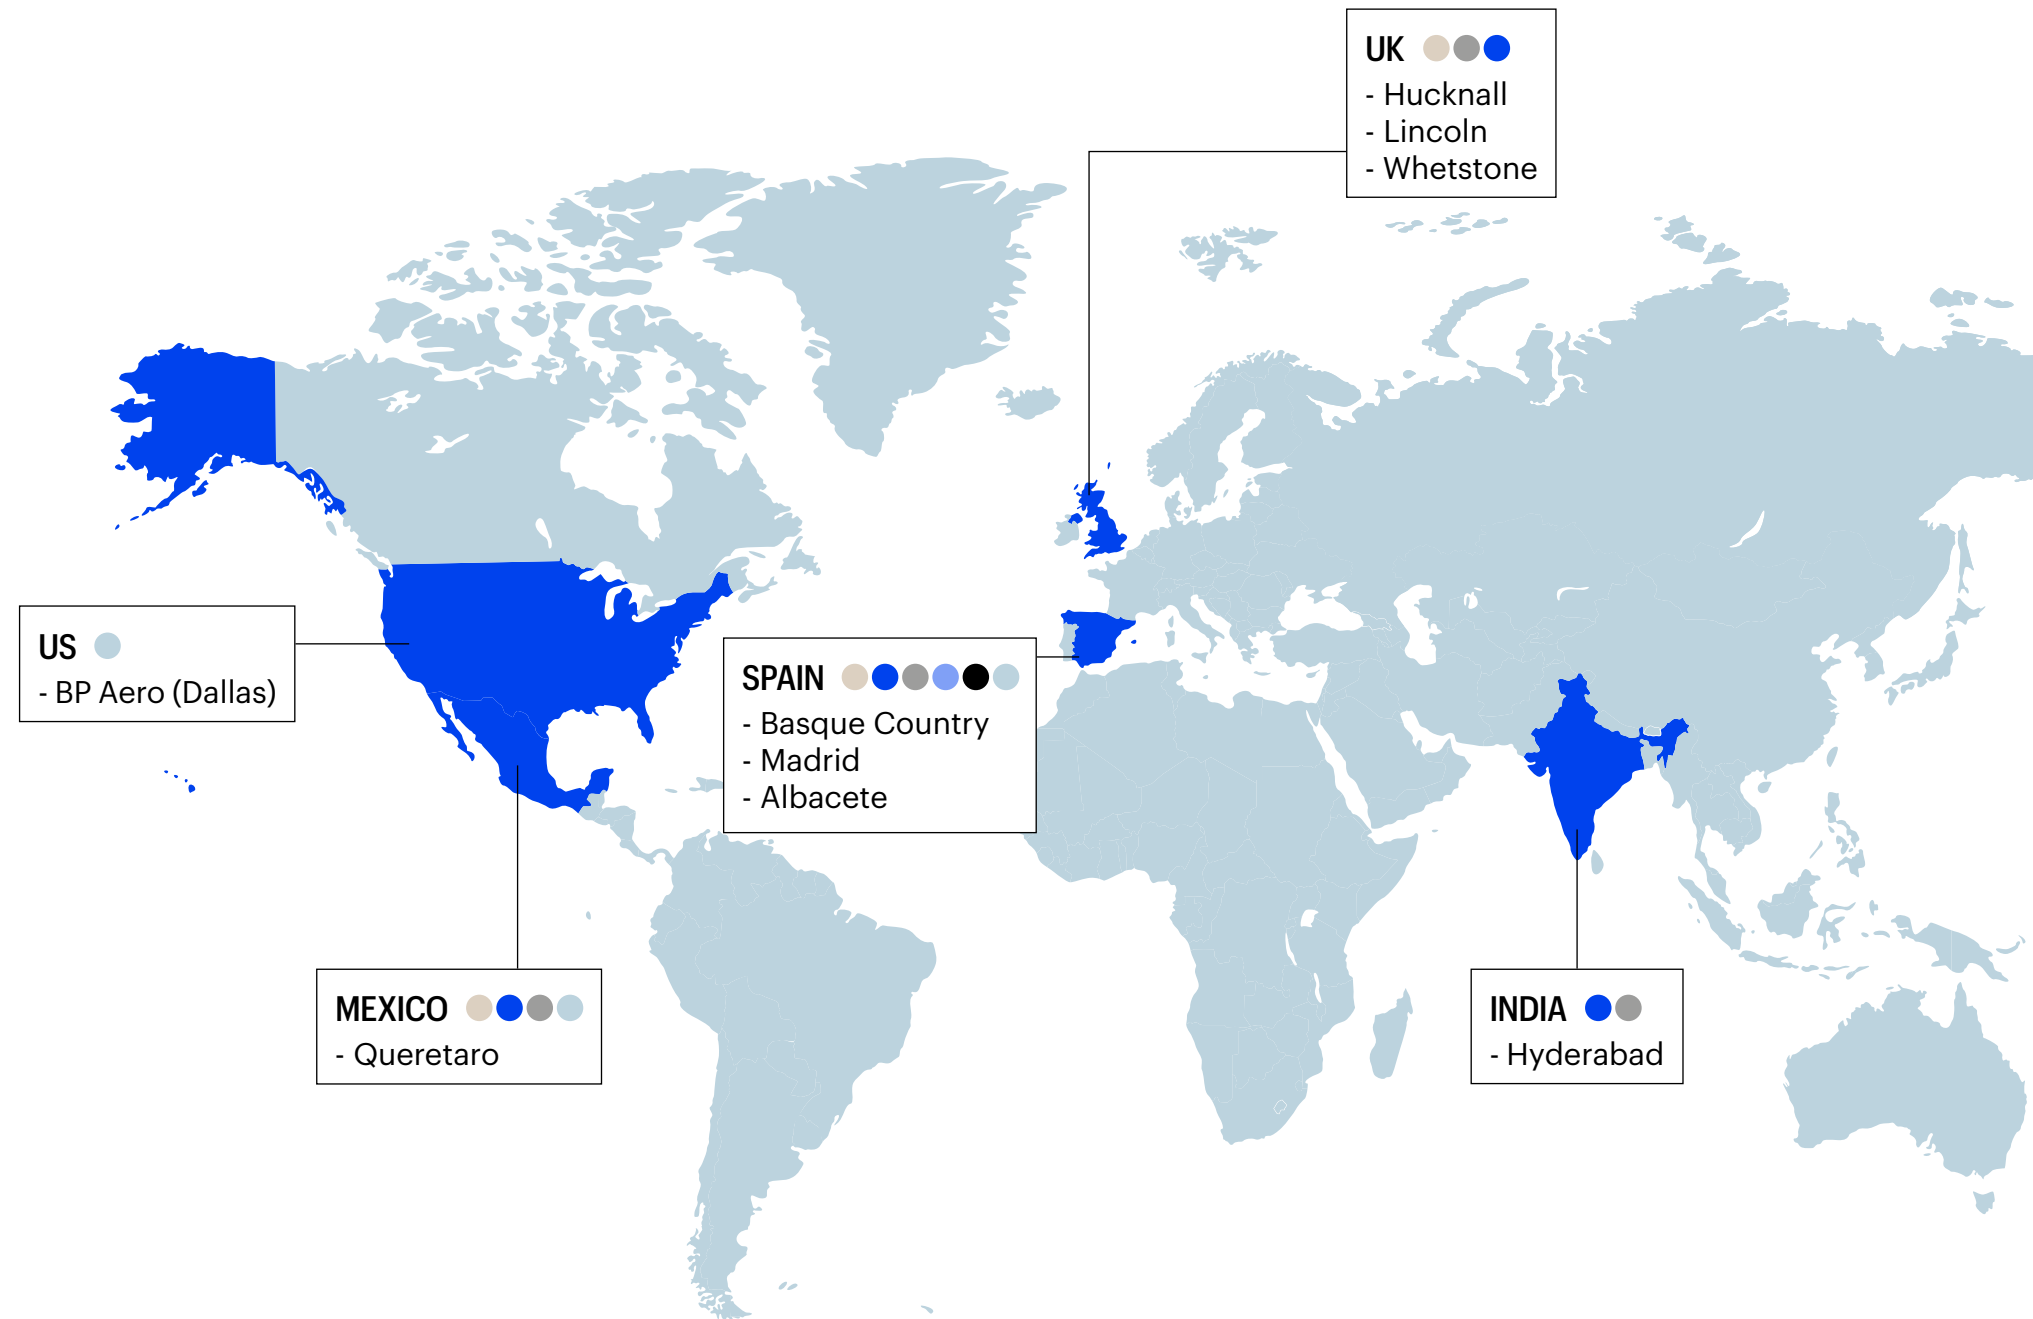 UK
- Hucknall
- Lincoln
- Whetstone
US
- BP Aero (Dallas)
SPAIN
- Basque Country
- Madrid
- Albacete
MEXICO
- Queretaro
INDIA
- Hyderabad